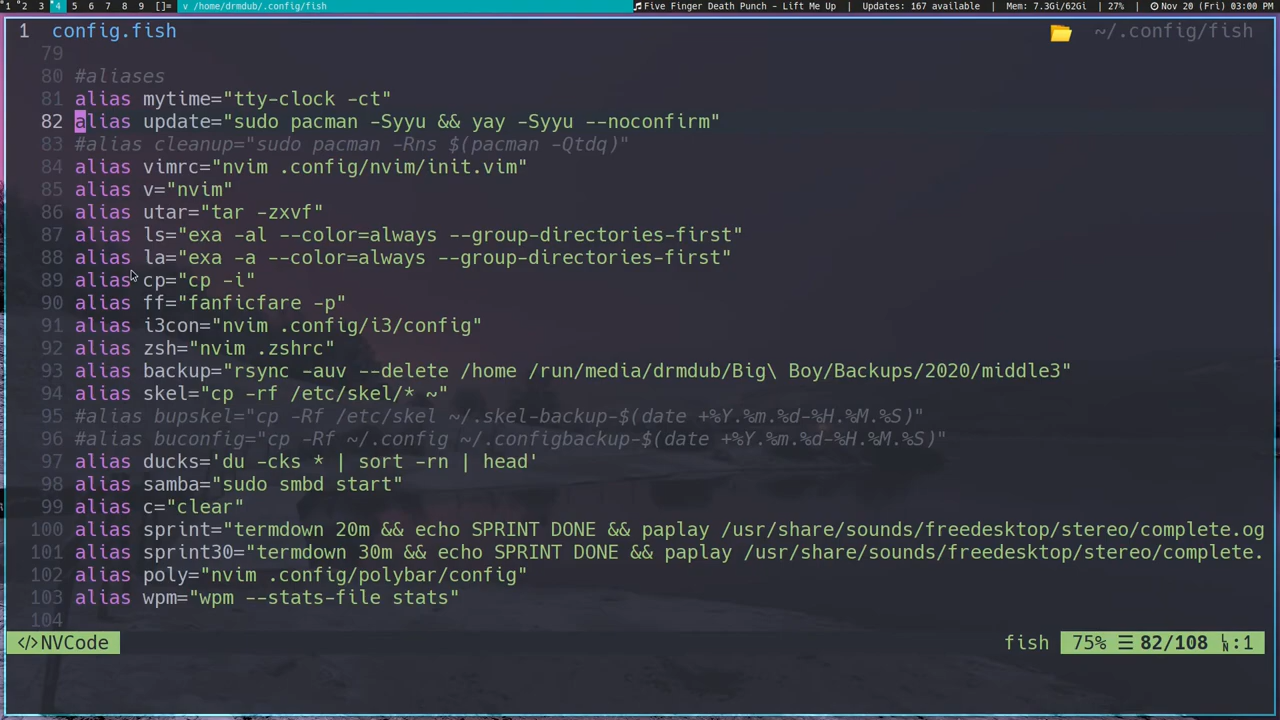 1 2 3 4 5 6 7 8 9 []= v /home/drmdub/.config/fish Five Finger Death Punch - Lift Me Up Updates: 167 available Mem: 7.3Gi/62Gi 27% Nov 20 (Fri) 03:00 PM
1 config.fish ~/.config/fish
79
80 #aliases
81 alias mytime="tty-clock -ct"
82 alias update="sudo pacman -Syyu && yay -Syyu --noconfirm"
83 #alias cleanup="sudo pacman -Rns $(pacman -Qtdq)"
84 alias vimrc="nvim .config/nvim/init.vim"
85 alias v="nvim"
86 alias utar="tar -zxvf"
87 alias ls="exa -al --color=always --group-directories-first"
88 alias la="exa -a --color=always --group-directories-first"
89 alias cp="cp -i"
90 alias ff="fanficfare -p"
91 alias i3con="nvim .config/i3/config"
92 alias zsh="nvim .zshrc"
93 alias backup="rsync -auv --delete /home /run/media/drmdub/Big\ Boy/Backups/2020/middle3"
94 alias skel="cp -rf /etc/skel/* ~"
95 #alias bupskel="cp -Rf /etc/skel ~/.skel-backup-$(date +%Y.%m.%d-%H.%M.%S)"
96 #alias buconfig="cp -Rf ~/.config ~/.configbackup-$(date +%Y.%m.%d-%H.%M.%S)"
97 alias ducks='du -cks * | sort -rn | head'
98 alias samba="sudo smbd start"
99 alias c="clear"
100 alias sprint="termdown 20m && echo SPRINT DONE && paplay /usr/share/sounds/freedesktop/stereo/complete.og
101 alias sprint30="termdown 30m && echo SPRINT DONE && paplay /usr/share/sounds/freedesktop/stereo/complete.
102 alias poly="nvim .config/polybar/config"
103 alias wpm="wpm --stats-file stats"
104
</>NVCode fish 75% ☰ 82/108 LN:1